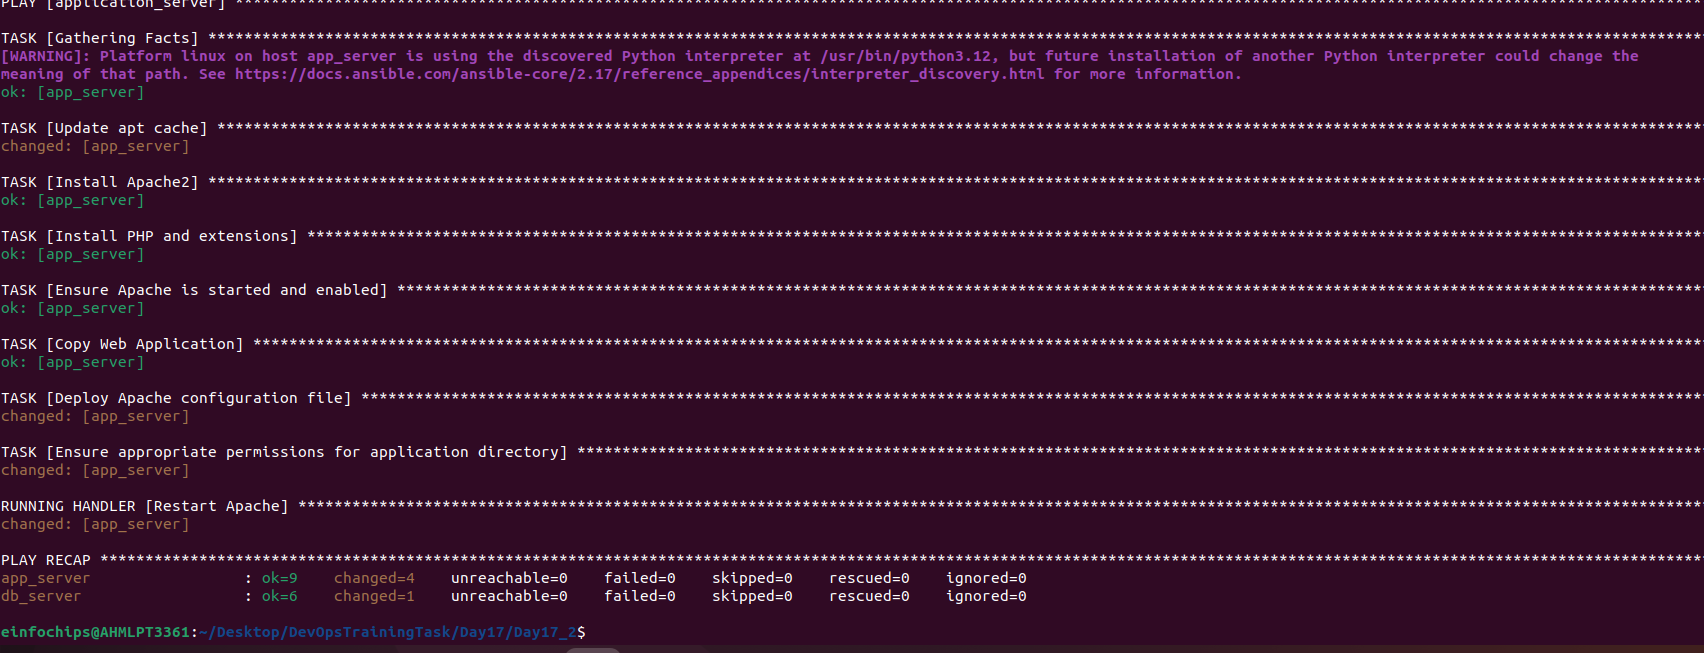 PLAY [application_server] ****************************************************************************************************************************************************************
TASK [Gathering Facts] *******************************************************************************************************************************************************************
[WARNING]: Platform linux on host app_server is using the discovered Python interpreter at /usr/bin/python3.12, but future installation of another Python interpreter could change the
meaning of that path. See https://docs.ansible.com/ansible-core/2.17/reference_appendices/interpreter_discovery.html for more information.
ok: [app_server]
TASK [Update apt cache] ******************************************************************************************************************************************************************
changed: [app_server]
TASK [Install Apache2] *******************************************************************************************************************************************************************
ok: [app_server]
TASK [Install PHP and extensions] ********************************************************************************************************************************************************
ok: [app_server]
TASK [Ensure Apache is started and enabled] **********************************************************************************************************************************************
ok: [app_server]
TASK [Copy Web Application] **************************************************************************************************************************************************************
ok: [app_server]
TASK [Deploy Apache configuration file] **************************************************************************************************************************************************
changed: [app_server]
TASK [Ensure appropriate permissions for application directory] **************************************************************************************************************************
changed: [app_server]
RUNNING HANDLER [Restart Apache] *********************************************************************************************************************************************************
changed: [app_server]
PLAY RECAP *******************************************************************************************************************************************************************************
app_server                 : ok=9    changed=4    unreachable=0    failed=0    skipped=0    rescued=0    ignored=0
db_server                  : ok=6    changed=1    unreachable=0    failed=0    skipped=0    rescued=0    ignored=0
einfochips@AHMLPT3361:~/Desktop/DevOpsTrainingTask/Day17/Day17_2$